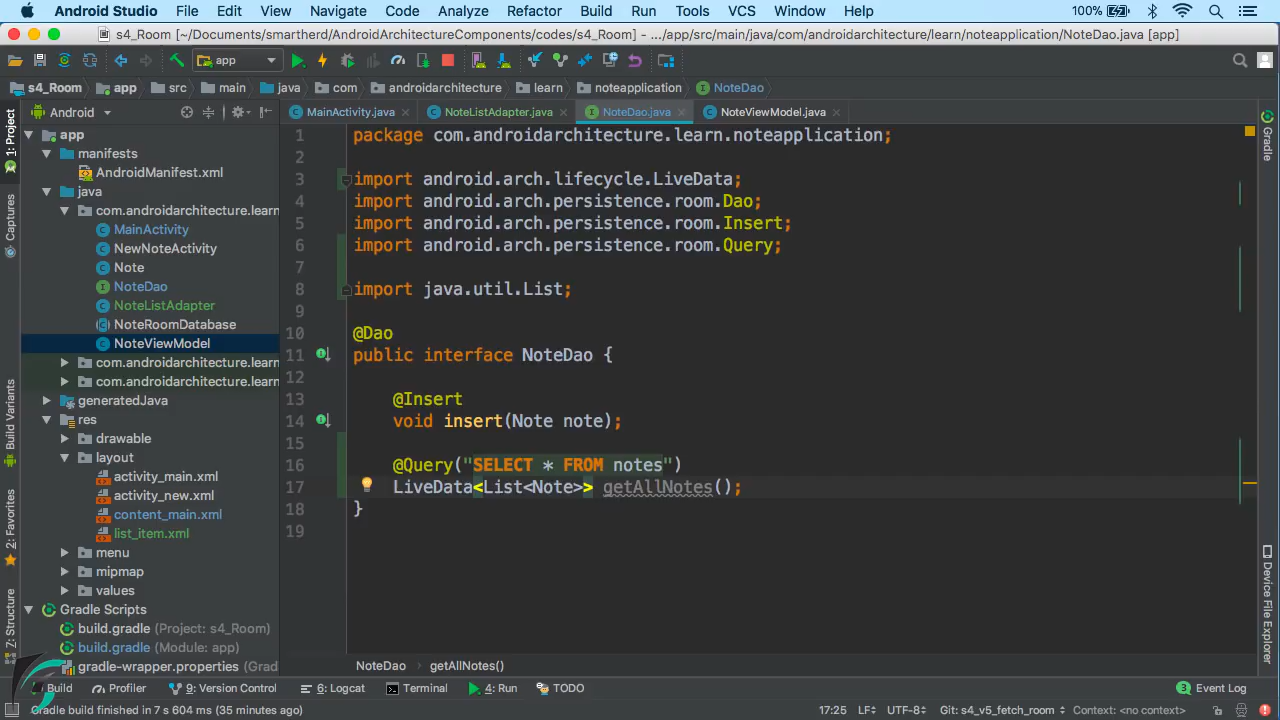 Android Studio File Edit View Navigate Code Analyze Refactor Build Run Tools VCS Window Help 100%
s4_Room [~/Documents/smartherd/AndroidArchitectureComponents/codes/s4_Room] - .../app/src/main/java/com/androidarchitecture/learn/noteapplication/NoteDao.java [app]
app
s4_Room app src main java com androidarchitecture learn noteapplication NoteDao
Android
MainActivity.java NoteListAdapter.java NoteDao.java NoteViewModel.java
1: Project
Captures
Build Variants
2: Favorites
7: Structure
app
manifests
AndroidManifest.xml
java
com.androidarchitecture.learn
MainActivity
NewNoteActivity
Note
NoteDao
NoteListAdapter
NoteRoomDatabase
NoteViewModel
com.androidarchitecture.learn
com.androidarchitecture.learn
generatedJava
res
drawable
layout
activity_main.xml
activity_new.xml
content_main.xml
list_item.xml
menu
mipmap
values
Gradle Scripts
build.gradle (Project: s4_Room)
build.gradle (Module: app)
gradle-wrapper.properties (Grad
1 package com.androidarchitecture.learn.noteapplication;
2
3 import android.arch.lifecycle.LiveData;
4 import android.arch.persistence.room.Dao;
5 import android.arch.persistence.room.Insert;
6 import android.arch.persistence.room.Query;
7
8 import java.util.List;
9
10 @Dao
11 public interface NoteDao {
12
13 @Insert
14 void insert(Note note);
15
16 @Query("SELECT * FROM notes")
17 LiveData<List<Note>> getAllNotes();
18 }
19
Gradle
Device File Explorer
NoteDao getAllNotes()
Build Profiler 9: Version Control 6: Logcat Terminal 4: Run TODO 3 Event Log
Gradle build finished in 7 s 604 ms (35 minutes ago) 17:25 LF UTF-8 Git: s4_v5_fetch_room Context: <no context>